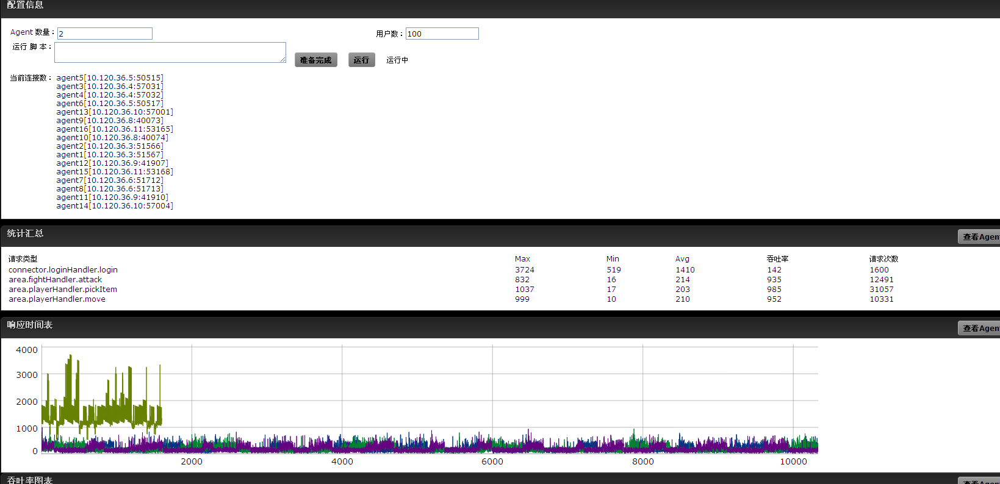 配置信息
Agent 数量： 2 用户数： 100
运行 脚 本：
准备完成 运行 运行中
当前连接数： agent5[10.120.36.5:50515]
agent3[10.120.36.4:57031]
agent4[10.120.36.4:57032]
agent6[10.120.36.5:50517]
agent13[10.120.36.10:57001]
agent9[10.120.36.8:40073]
agent16[10.120.36.11:53165]
agent10[10.120.36.8:40074]
agent2[10.120.36.3:51566]
agent1[10.120.36.3:51567]
agent12[10.120.36.9:41907]
agent15[10.120.36.11:53168]
agent7[10.120.36.6:51712]
agent8[10.120.36.6:51713]
agent11[10.120.36.9:41910]
agent14[10.120.36.10:57004]
统计汇总 查看Agen
请求类型 Max Min Avg 吞吐率 请求次数
connector.loginHandler.login 3724 519 1410 142 1600
area.fightHandler.attack 832 16 214 935 12491
area.playerHandler.pickItem 1037 17 203 985 31057
area.playerHandler.move 999 10 210 952 10331
响应时间表 查看Agen
4000
3000
2000
1000
0
2000 4000 6000 8000 10000
吞吐率图表 查看Agen